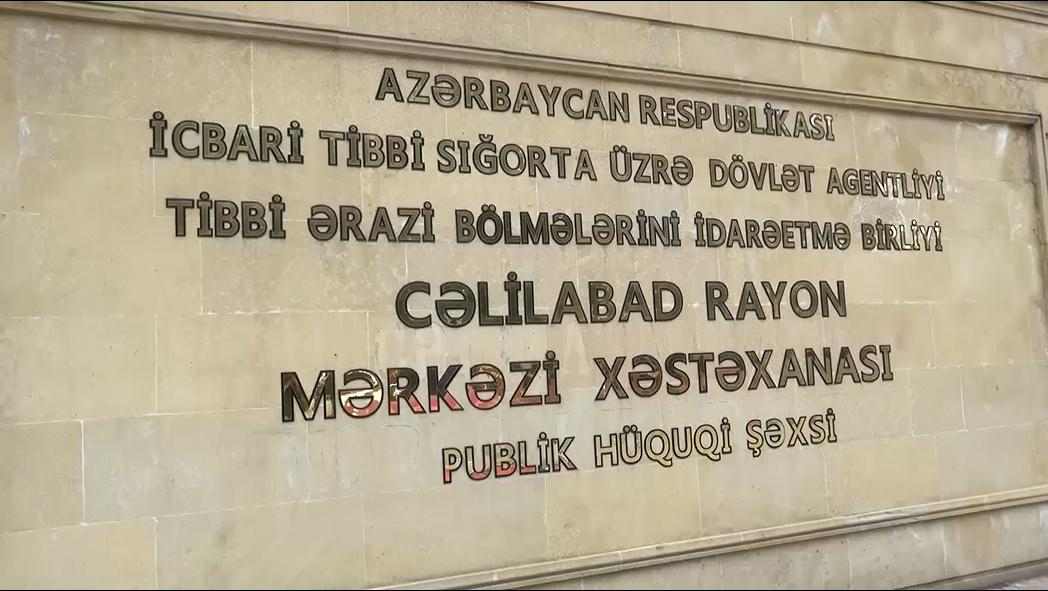 AZƏRBAYCAN RESPUBLİKASI
İCBARİ TİBBİ SIĞORTA ÜZRƏ DÖVLƏT AGENTLİYİ
TİBBİ ƏRAZİ BÖLMƏLƏRİNİ İDARƏETMƏ BİRLİYİ
CƏLİLABAD RAYON
MƏRKƏZİ XƏSTƏXANASI
PUBLİK HÜQUQİ ŞƏXSİ